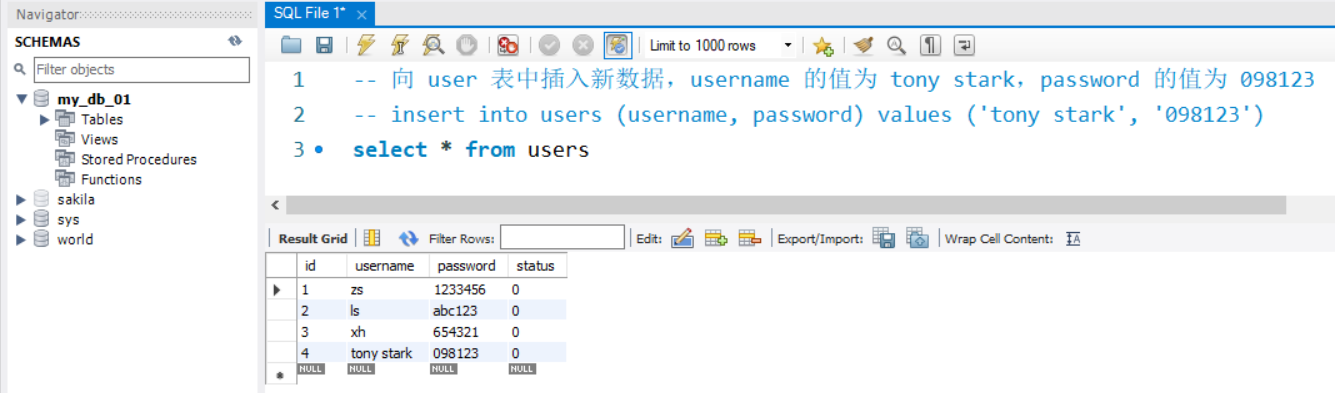 Navigator
SQL File 1* ×
SCHEMAS
Filter objects
my_db_01
Tables
Views
Stored Procedures
Functions
sakila
sys
world
Limit to 1000 rows
1 -- 向 user 表中插入新数据，username 的值为 tony stark，password 的值为 098123
2 -- insert into users (username, password) values ('tony stark', '098123')
3 select * from users
Result Grid Filter Rows: Edit: Export/Import: Wrap Cell Content:
id username password status
1 zs 1233456 0
2 ls abc123 0
3 xh 654321 0
4 tony stark 098123 0
NULL NULL NULL NULL